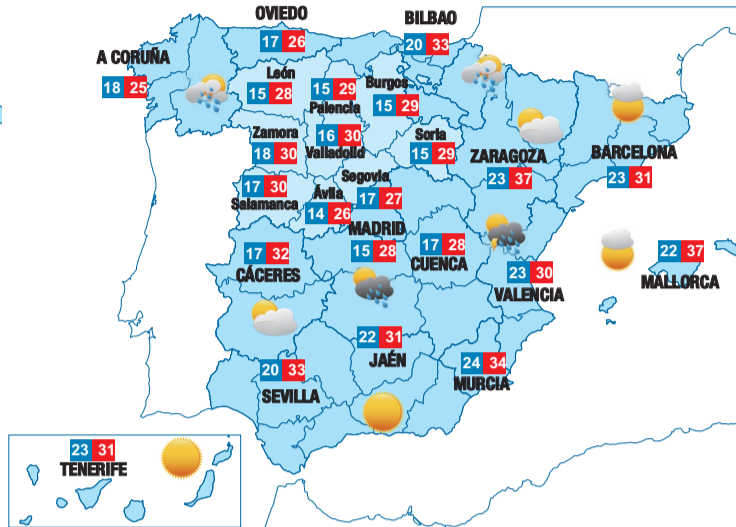 OVIEDO
17 26
BILBAO
20 33
A CORUÑA
18 25
León
15 28
15 29
Palencia
Burgos
15 29
Zamora
18 30
16 30
Valladolid
Soria
15 29
ZARAGOZA
23 37
BARCELONA
23 31
17 30
Salamanca
Ávila
14 26
Segovia
17 27
MADRID
15 28
17 28
CUENCA
17 32
CÁCERES
23 30
VALENCIA
22 37
MALLORCA
22 31
JAÉN
20 33
SEVILLA
24 34
MURCIA
23 31
TENERIFE